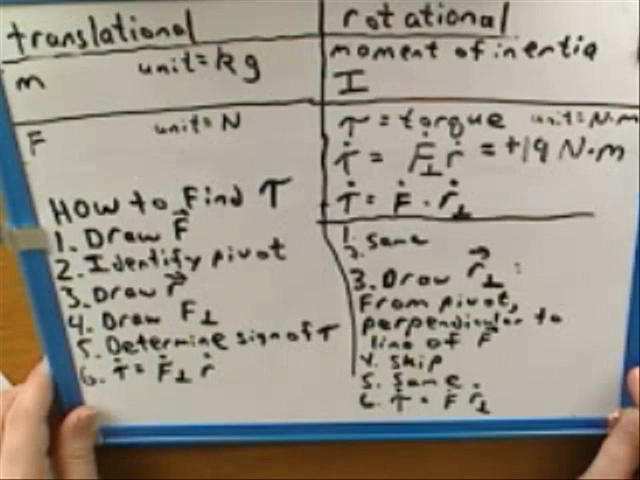 translational
m unit=kg
F unit=N
rotational
moment of inertia
I
τ = torque unit=N·m
τ = F⊥ r = +19 N·m
τ = F · r⊥
How to find τ
1. Draw F⃗
2. Identify pivot
3. Draw r⃗
4. Draw F⊥
5. Determine sign of τ
6. τ = F⊥ r
1.
2. same
3. Draw r⃗⊥
From pivot,
perpendicular to
line of F⃗
4. skip
5. same
6. τ = F r⊥